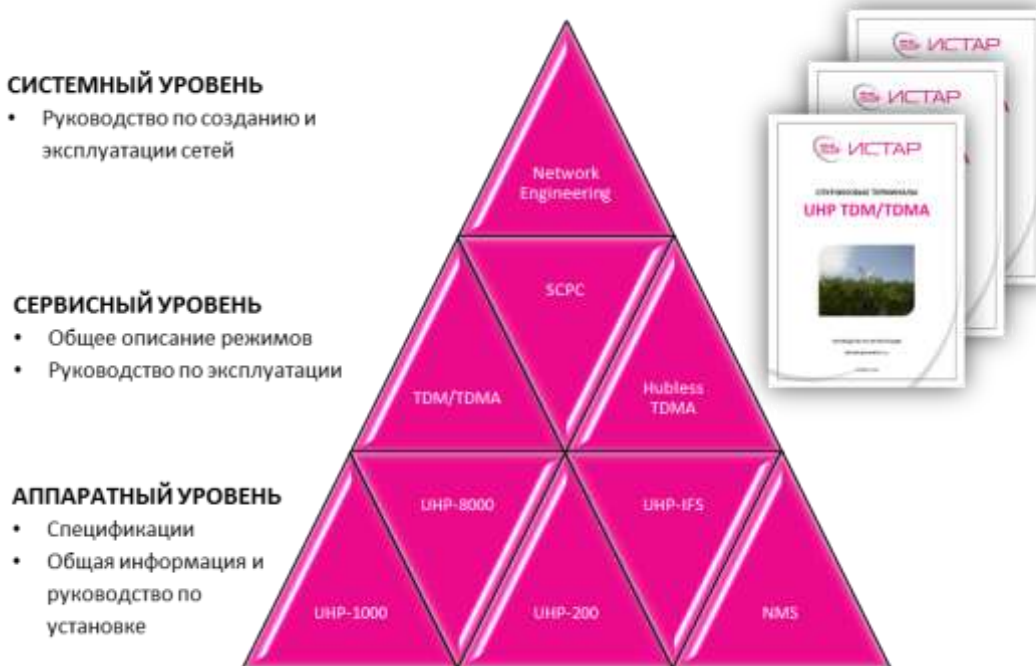 СИСТЕМНЫЙ УРОВЕНЬ
• Руководство по созданию и
эксплуатации сетей
СЕРВИСНЫЙ УРОВЕНЬ
• Общее описание режимов
• Руководство по эксплуатации
АППАРАТНЫЙ УРОВЕНЬ
• Спецификации
• Общая информация и
руководство по
установке
Network
Engineering
SCPC
TDM/TDMA
Hubless
TDMA
UHP-8000
UHP-IFS
UHP-1000
UHP-200
NMS
ИСТАР
ИСТАР
ИСТАР
СПУТНИКОВЫЕ ТЕРМИНАЛЫ
UHP TDM/TDMA